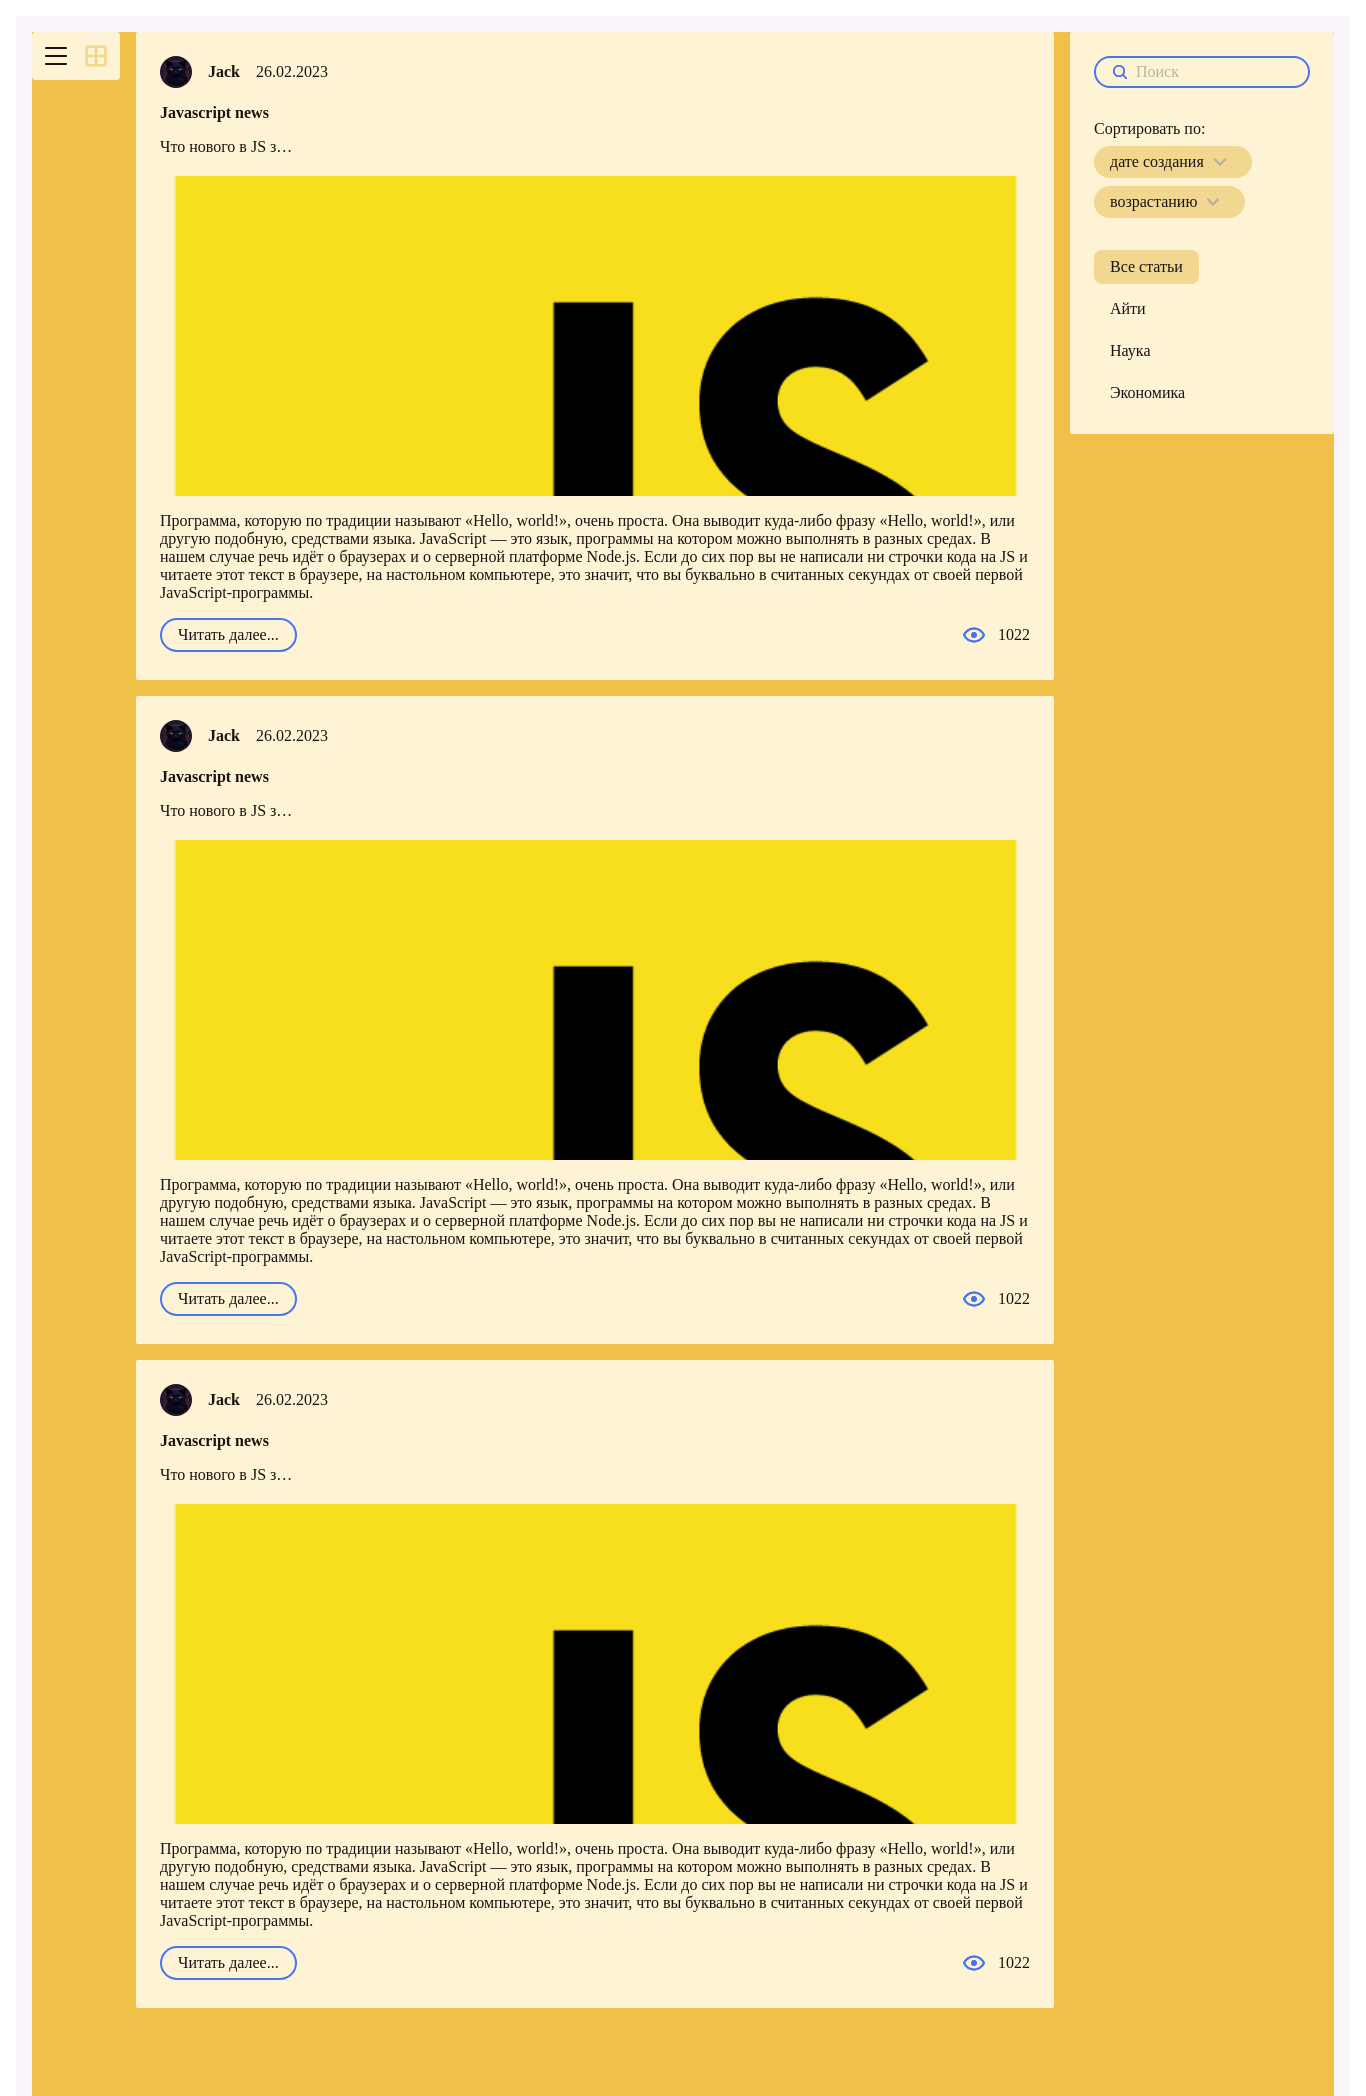 Jack 26.02.2023
Javascript news
Что нового в JS з…
JS
Программа, которую по традиции называют «Hello, world!», очень проста. Она выводит куда-либо фразу «Hello, world!», или
другую подобную, средствами языка. JavaScript — это язык, программы на котором можно выполнять в разных средах. В
нашем случае речь идёт о браузерах и о серверной платформе Node.js. Если до сих пор вы не написали ни строчки кода на JS и
читаете этот текст в браузере, на настольном компьютере, это значит, что вы буквально в считанных секундах от своей первой
JavaScript-программы.
Читать далее... 1022
Jack 26.02.2023
Javascript news
Что нового в JS з…
JS
Программа, которую по традиции называют «Hello, world!», очень проста. Она выводит куда-либо фразу «Hello, world!», или
другую подобную, средствами языка. JavaScript — это язык, программы на котором можно выполнять в разных средах. В
нашем случае речь идёт о браузерах и о серверной платформе Node.js. Если до сих пор вы не написали ни строчки кода на JS и
читаете этот текст в браузере, на настольном компьютере, это значит, что вы буквально в считанных секундах от своей первой
JavaScript-программы.
Читать далее... 1022
Jack 26.02.2023
Javascript news
Что нового в JS з…
JS
Программа, которую по традиции называют «Hello, world!», очень проста. Она выводит куда-либо фразу «Hello, world!», или
другую подобную, средствами языка. JavaScript — это язык, программы на котором можно выполнять в разных средах. В
нашем случае речь идёт о браузерах и о серверной платформе Node.js. Если до сих пор вы не написали ни строчки кода на JS и
читаете этот текст в браузере, на настольном компьютере, это значит, что вы буквально в считанных секундах от своей первой
JavaScript-программы.
Читать далее... 1022
Поиск
Сортировать по:
дате создания
возрастанию
Все статьи
Айти
Наука
Экономика